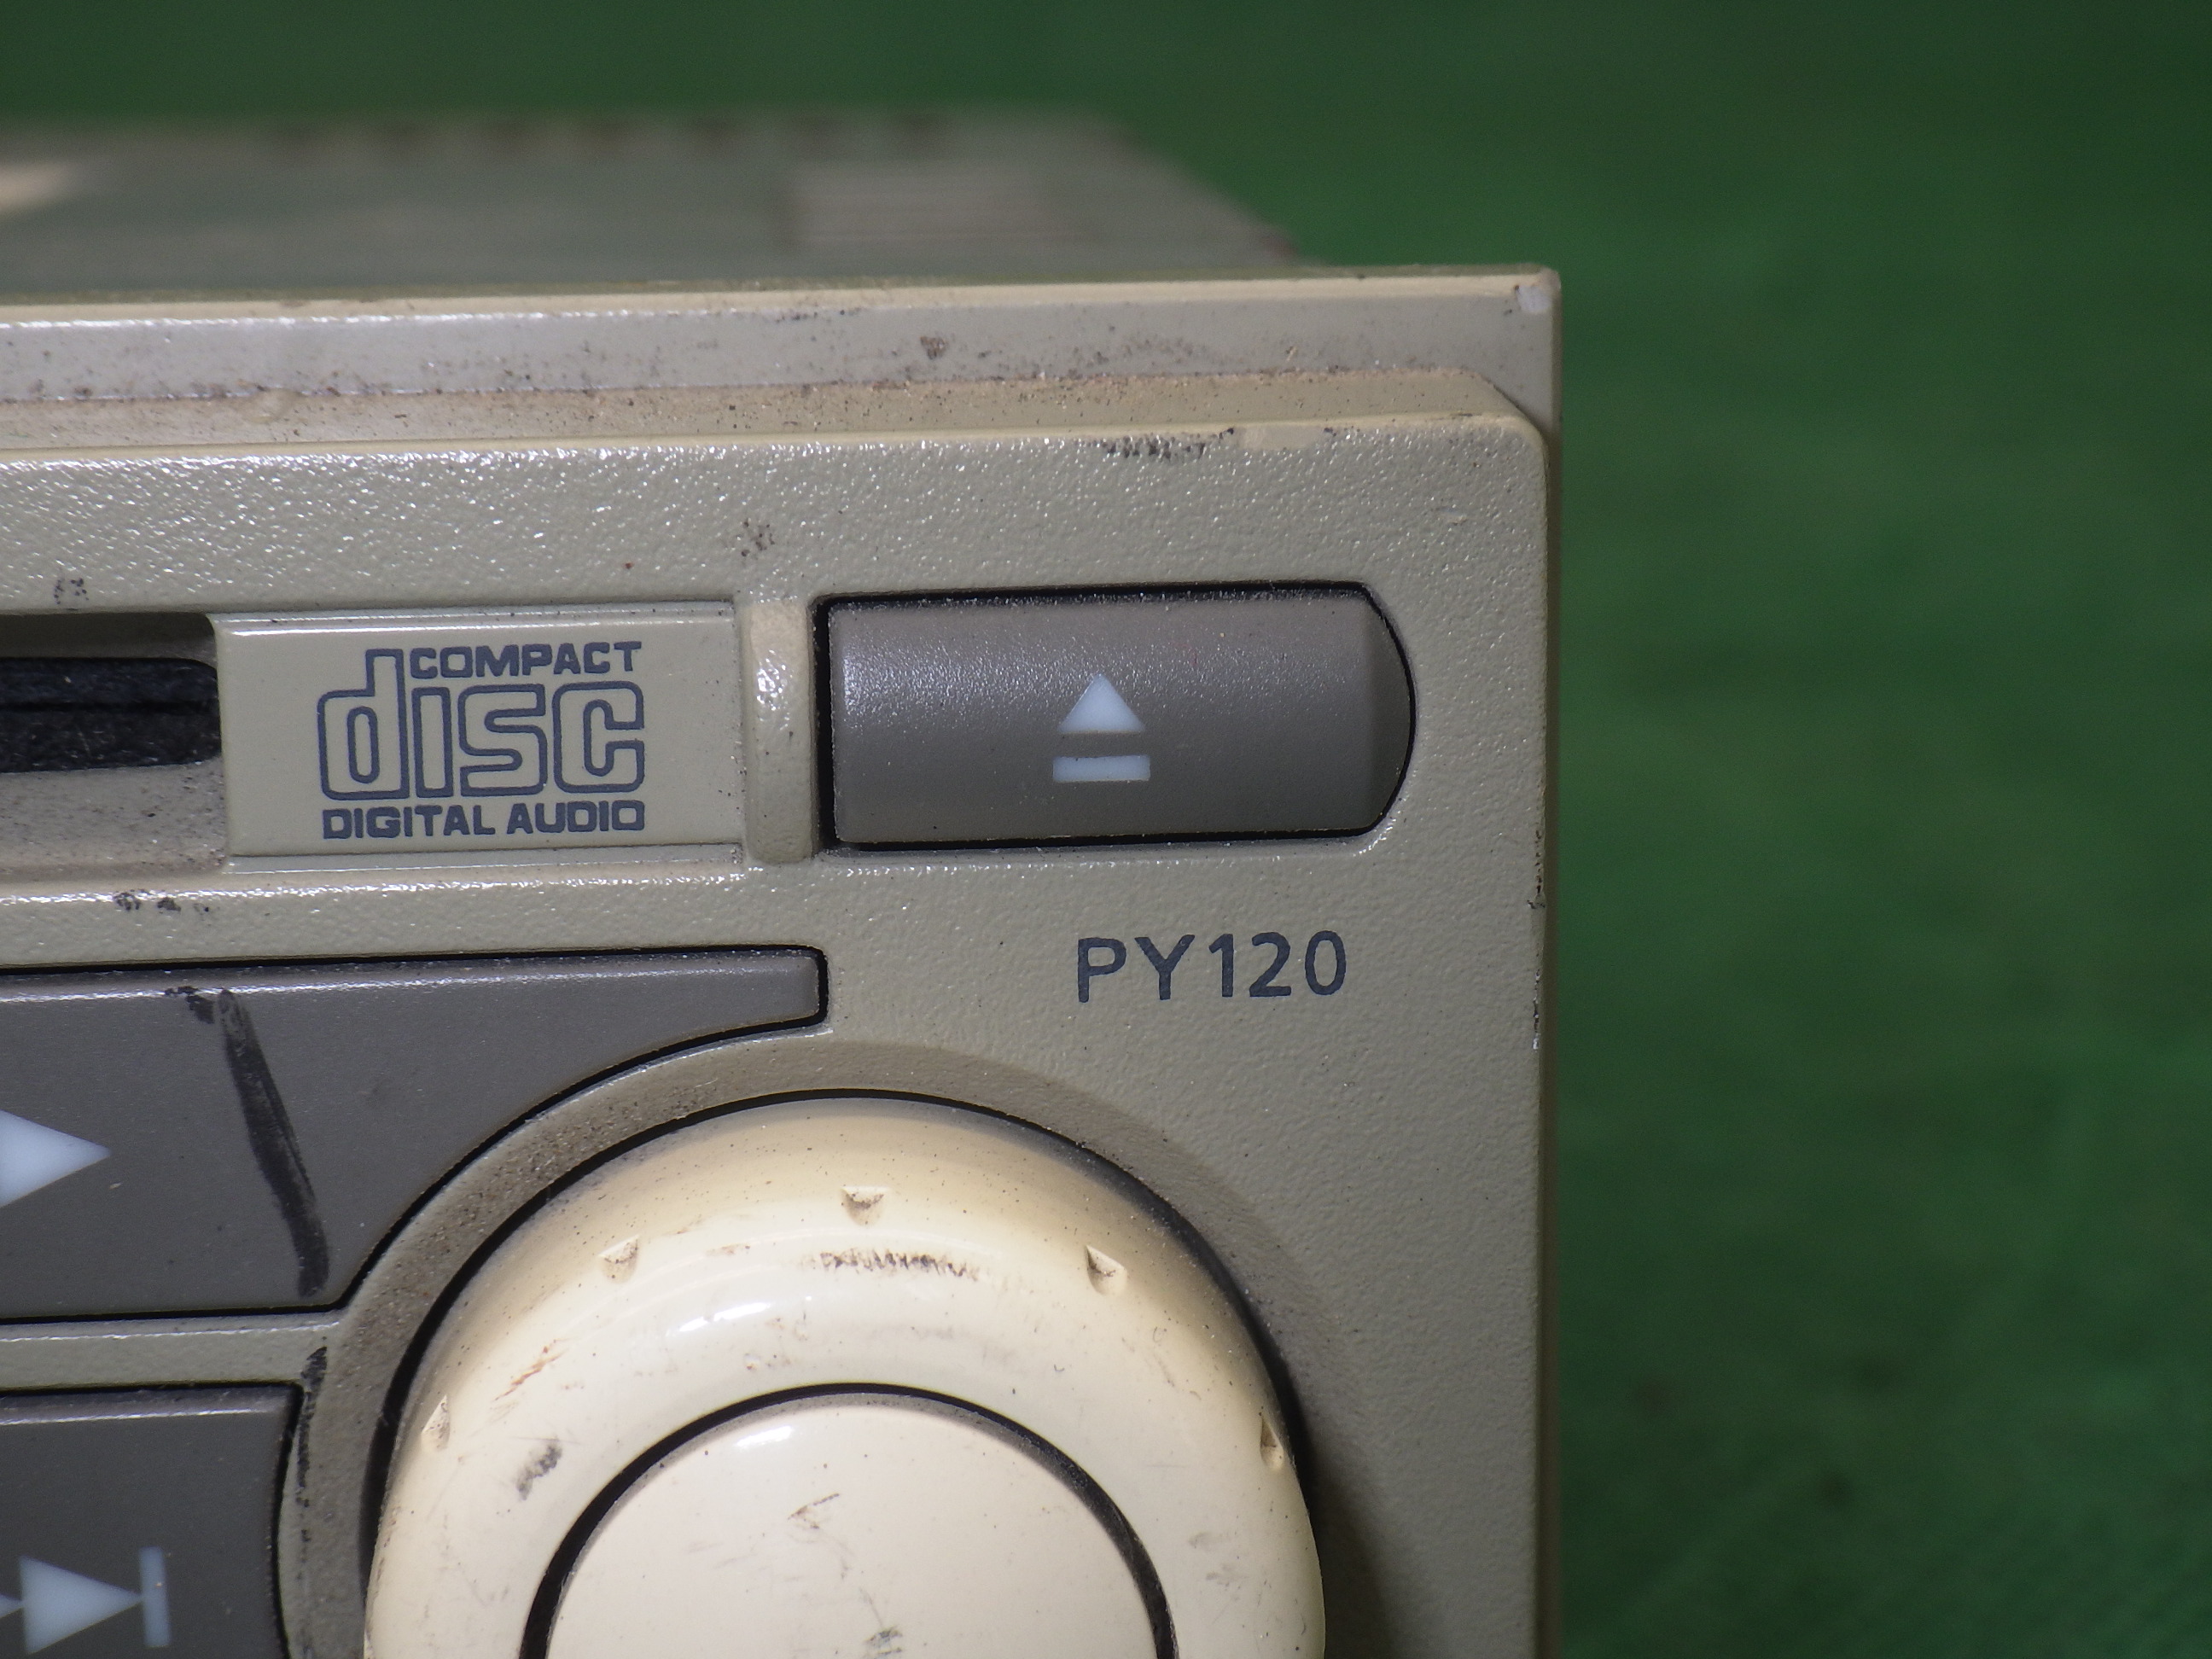 COMPACT
disc
DIGITAL AUDIO
PY120